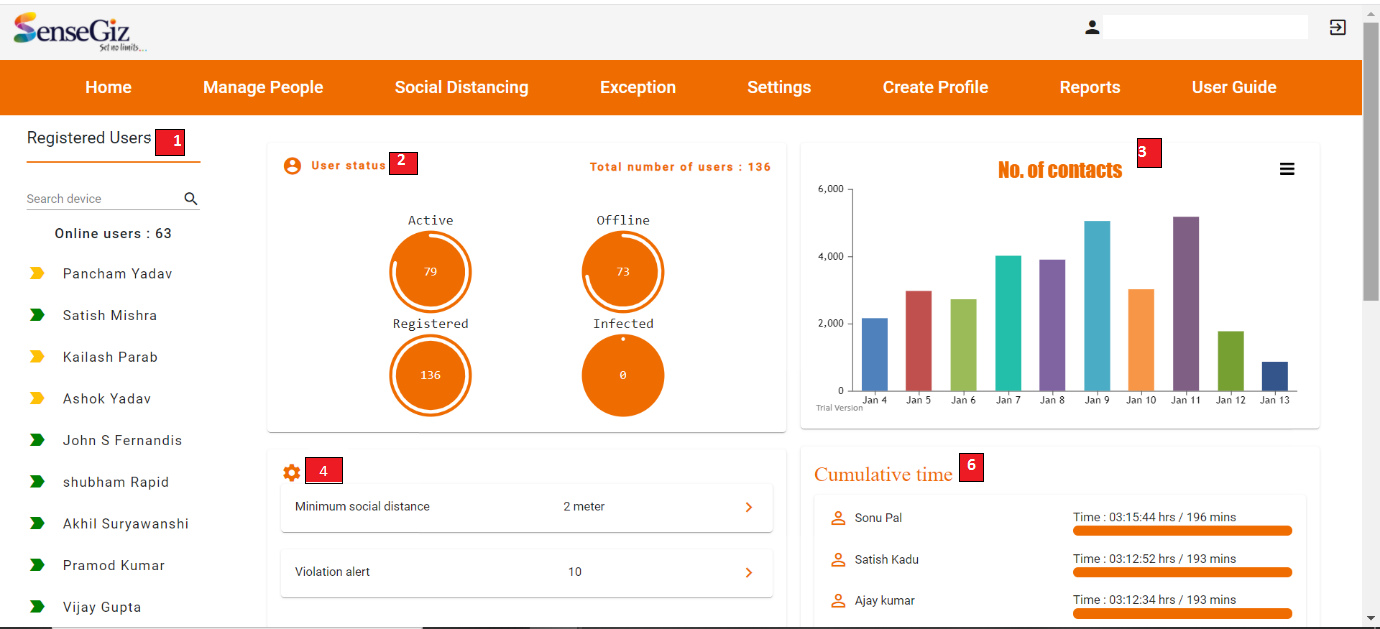 SenseGiz
Set no limits...
Home Manage People Social Distancing Exception Settings Create Profile Reports User Guide
Registered Users 1
Search device
Online users : 63
Pancham Yadav
Satish Mishra
Kailash Parab
Ashok Yadav
John S Fernandis
shubham Rapid
Akhil Suryawanshi
Pramod Kumar
Vijay Gupta
User status 2 Total number of users : 136
Active Offline
79 73
Registered Infected
136 0
3
No. of contacts
6,000
4,000
2,000
0
Jan 4 Jan 5 Jan 6 Jan 7 Jan 8 Jan 9 Jan 10 Jan 11 Jan 12 Jan 13
Trial Version
4
Minimum social distance 2 meter
Violation alert 10
Cumulative time 6
Sonu Pal Time : 03:15:44 hrs / 196 mins
Satish Kadu Time : 03:12:52 hrs / 193 mins
Ajay kumar Time : 03:12:34 hrs / 193 mins